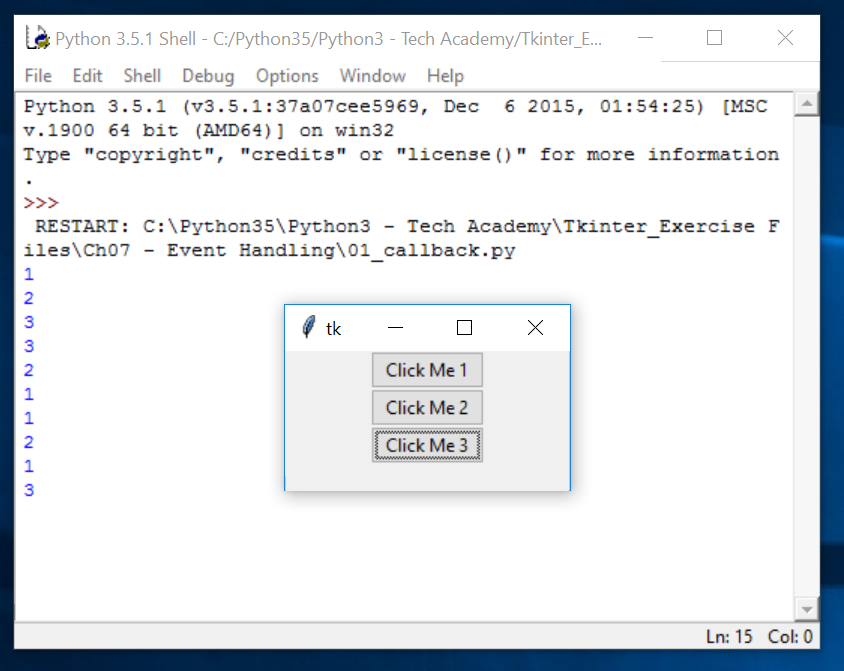 Python 3.5.1 Shell - C:/Python35/Python3 - Tech Academy/Tkinter_E...
File Edit Shell Debug Options Window Help
Python 3.5.1 (v3.5.1:37a07cee5969, Dec  6 2015, 01:54:25) [MSC
v.1900 64 bit (AMD64)] on win32
Type "copyright", "credits" or "license()" for more information
.
>>>
 RESTART: C:\Python35\Python3 - Tech Academy\Tkinter_Exercise F
iles\Ch07 - Event Handling\01_callback.py
1
2
3
3
2
1
1
2
1
3
tk
Click Me 1
Click Me 2
Click Me 3
Ln: 15 Col: 0